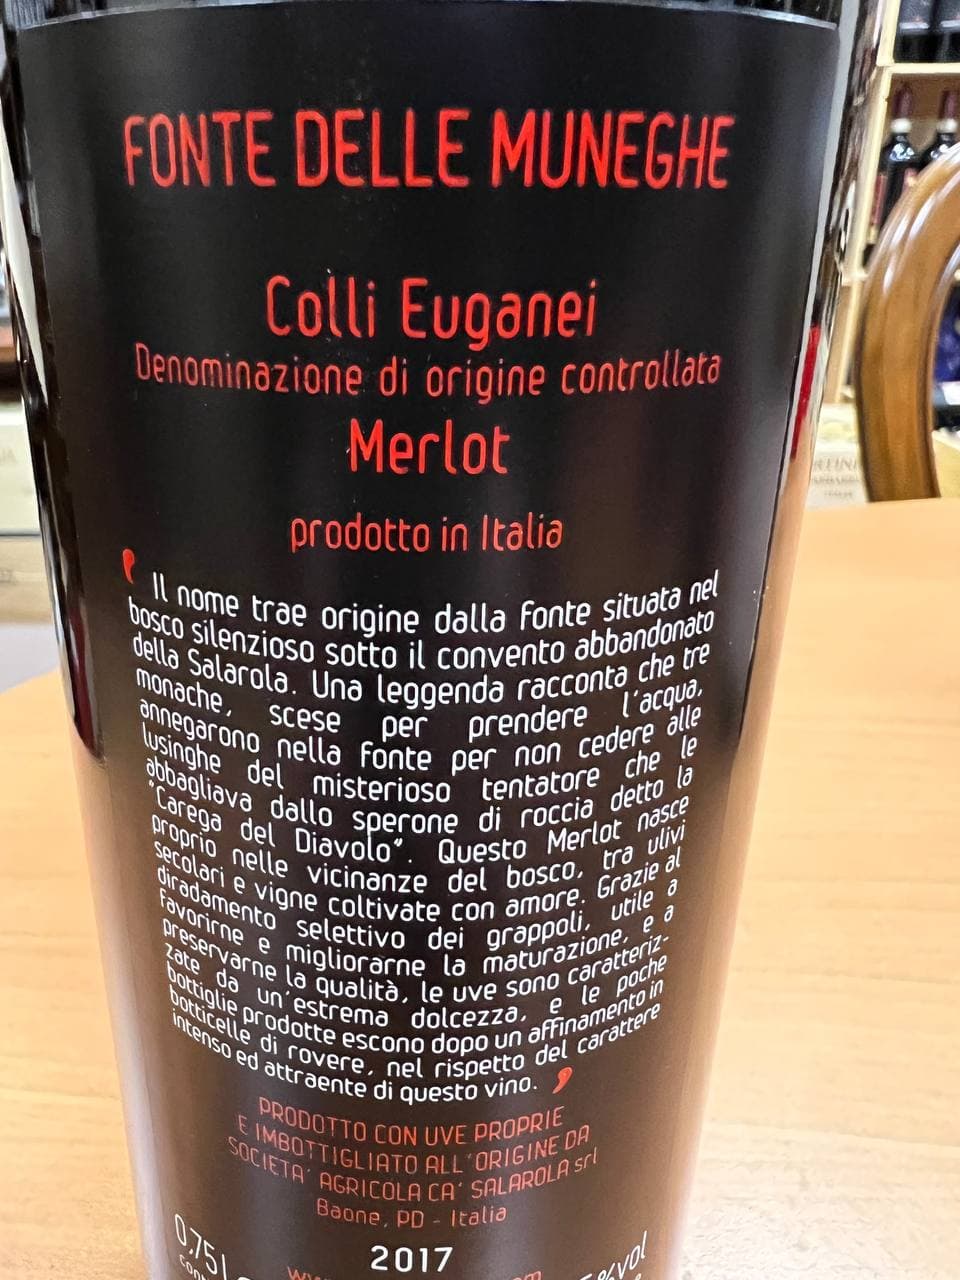 FONTE DELLE MUNEGHE
Colli Euganei
Denominazione di origine controllata
Merlot
prodotto in Italia
‘ Il nome trae origine dalla fonte situata nel
bosco silenzioso sotto il convento abbandonato
della Salarola. Una leggenda racconta che tre
monache, scese per prendere l'acqua,
annegarono nella fonte per non cedere alle
lusinghe del misterioso tentatore che le
abbagliava dallo sperone di roccia detto la
"Carega del Diavolo". Questo Merlot nasce
proprio nelle vicinanze del bosco, tra ulivi
secolari e vigne coltivate con amore. Grazie al
diradamento selettivo dei grappoli, utile a
favorirne e migliorarne la maturazione, e a
preservarne la qualità, le uve sono caratteriz-
zate da un'estrema dolcezza, e le poche
bottiglie prodotte escono dopo un affinamento in
botticelle di rovere, nel rispetto del carattere
intenso ed attraente di questo vino. ’
PRODOTTO CON UVE PROPRIE
E IMBOTTIGLIATO ALL'ORIGINE DA
SOCIETA' AGRICOLA CA' SALAROLA srl
Baone, PD - Italia
2017
0,75 l
%vol